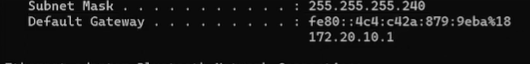 Subnet Mask . . . . . . . . . . . : 255.255.255.240
Default Gateway . . . . . . . . . : fe80::4c4:c42a:879:9eba%18
172.20.10.1